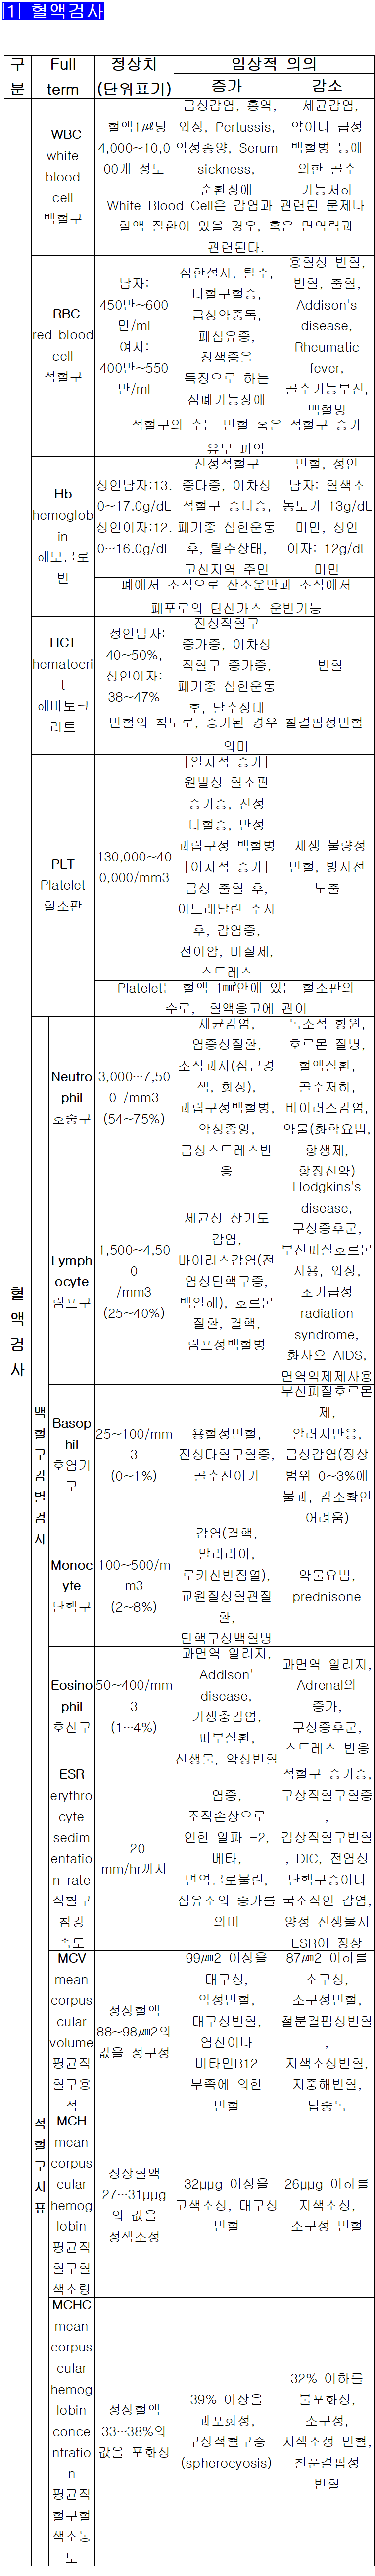 1 혈액검사
구
분
Full
term
정상치
(단위표기)
임상적 의의
증가
감소
혈
액
검
사
WBC
white
blood
cell
백혈구
혈액1㎕당
4,000~10,0
00개 정도
급성감염, 홍역,
외상, Pertussis,
악성종양, Serum
sickness,
순환장애
세균감염,
약이나 급성
백혈병 등에
의한 골수
기능저하
White Blood Cell은 감염과 관련된 문제나
혈액 질환이 있을 경우, 혹은 면역력과
관련된다.
RBC
red blood
cell
적혈구
남자:
450만~600
만/ml
여자:
400만~550
만/ml
심한설사, 탈수,
다혈구혈증,
급성약중독,
폐섬유증,
청색증을
특징으로 하는
심폐기능장애
용혈성 빈혈,
빈혈, 출혈,
Addison's
disease,
Rheumatic
fever,
골수기능부전,
백혈병
적혈구의 수는 빈혈 혹은 적혈구 증가
유무 파악
Hb
hemoglob
in
헤모글로
빈
성인남자:13.
0~17.0g/dL
성인여자:12.
0~16.0g/dL
진성적혈구
증다증, 이차성
적혈구 증다증,
폐기종 심한운동
후, 탈수상태,
고산지역 주민
빈혈, 성인
남자: 혈색소
농도가 13g/dL
미만, 성인
여자: 12g/dL
미만
폐에서 조직으로 산소운반과 조직에서
폐포로의 탄산가스 운반기능
HCT
hematocri
t
헤마토크
리트
성인남자:
40~50%,
성인여자:
38~47%
진성적혈구
증가증, 이차성
적혈구 증가증,
폐기종 심한운동
후, 탈수상태
빈혈
빈혈의 척도로, 증가된 경우 철결핍성빈혈
의미
PLT
Platelet
혈소판
130,000~40
0,000/mm3
[일차적 증가]
원발성 혈소판
증가증, 진성
다혈증, 만성
과립구성 백혈병
[이차적 증가]
급성 출혈 후,
아드레날린 주사
후, 감염증,
전이암, 비절제,
스트레스
재생 불량성
빈혈, 방사선
노출
Platelet는 혈액 1㎣안에 있는 혈소판의
수로, 혈액응고에 관여
백
혈
구
감
별
검
사
Neutro
phil
호중구
3,000~7,50
0 /mm3
(54~75%)
세균감염,
염증성질환,
조직괴사(심근경
색, 화상),
과립구성백혈병,
악성종양,
급성스트레스반
응
독소적 항원,
호르몬 질병,
혈액질환,
골수저하,
바이러스감염,
약물(화학요법,
항생제,
항정신약)
Lymph
ocyte
림프구
1,500~4,50
0
/mm3
(25~40%)
세균성 상기도
감염,
바이러스감염(전
염성단핵구증,
백일해), 호르몬
질환, 결핵,
림프성백혈병
Hodgkins's
disease,
쿠싱증후군,
부신피질호르몬
사용, 외상,
초기급성
radiation
syndrome,
화사으 AIDS,
면역억제제사용
Basop
hil
호염기
구
25~100/mm
3
(0~1%)
용혈성빈혈,
진성다혈구혈증,
골수전이기
부신피질호르몬
제,
알러지반응,
급성감염(정상
범위 0~3%에
불과, 감소확인
어려움)
Monoc
yte
단핵구
100~500/m
m3
(2~8%)
감염(결핵,
말라리아,
로키산반점열),
교원질성혈관질
환,
단핵구성백혈병
약물요법,
prednisone
Eosino
phil
호산구
50~400/mm
3
(1~4%)
과면역 알러지,
Addison'
disease,
기생충감염,
피부질환,
신생물, 악성빈혈
과면역 알러지,
Adrenal의
증가,
쿠싱증후군,
스트레스 반응
적
혈
구
지
표
ESR
erythro
cyte
sedim
entatio
n rate
적혈구
침강
속도
20
mm/hr까지
염증,
조직손상으로
인한 알파 -2,
베타,
면역글로불린,
섬유소의 증가를
의미
적혈구 증가증,
구상적혈구혈증
,
겸상적혈구빈혈
, DIC, 전염성
단핵구증이나
국소적인 감염,
양성 신생물시
ESR이 정상
MCV
mean
corpus
cular
volume
평균적
혈구용
적
정상혈액
88~98㎛2의
값을 정구성
99㎛2 이상을
대구성,
악성빈혈,
대구성빈혈,
엽산이나
비타민B12
부족에 의한
빈혈
87㎛2 이하를
소구성,
소구성빈혈,
철분결핍성빈혈
,
저색소성빈혈,
지중해빈혈,
납중독
MCH
mean
corpus
cular
hemog
lobin
평균적
혈구혈
색소량
정상혈액
27~31μμg
의 값을
정색소성
32μμg 이상을
고색소성, 대구성
빈혈
26μμg 이하를
저색소성,
소구성 빈혈
MCHC
mean
corpus
cular
hemog
lobin
conce
ntratio
n
평균적
혈구혈
색소농
도
정상혈액
33~38%의
값을 포화성
39% 이상을
과포화성,
구상적혈구증
(spherocyosis)
32% 이하를
불포화성,
소구성,
저색소성 빈혈,
철푼결핍성
빈혈